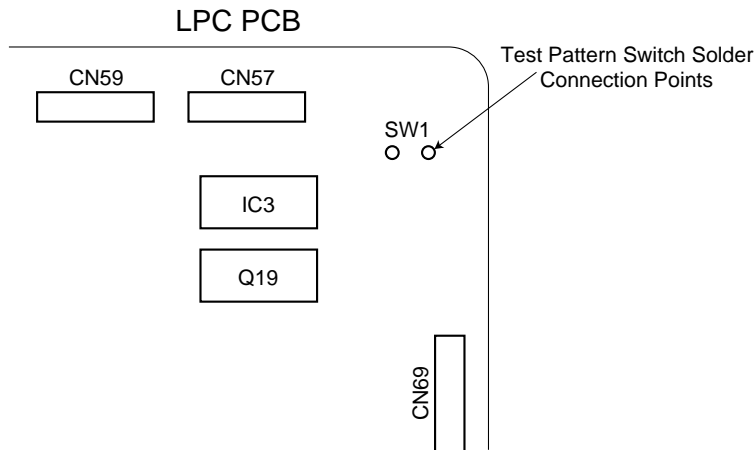 LPC PCB
Test Pattern Switch Solder
Connection Points
CN59
CN57
SW1
IC3
Q19
CN69